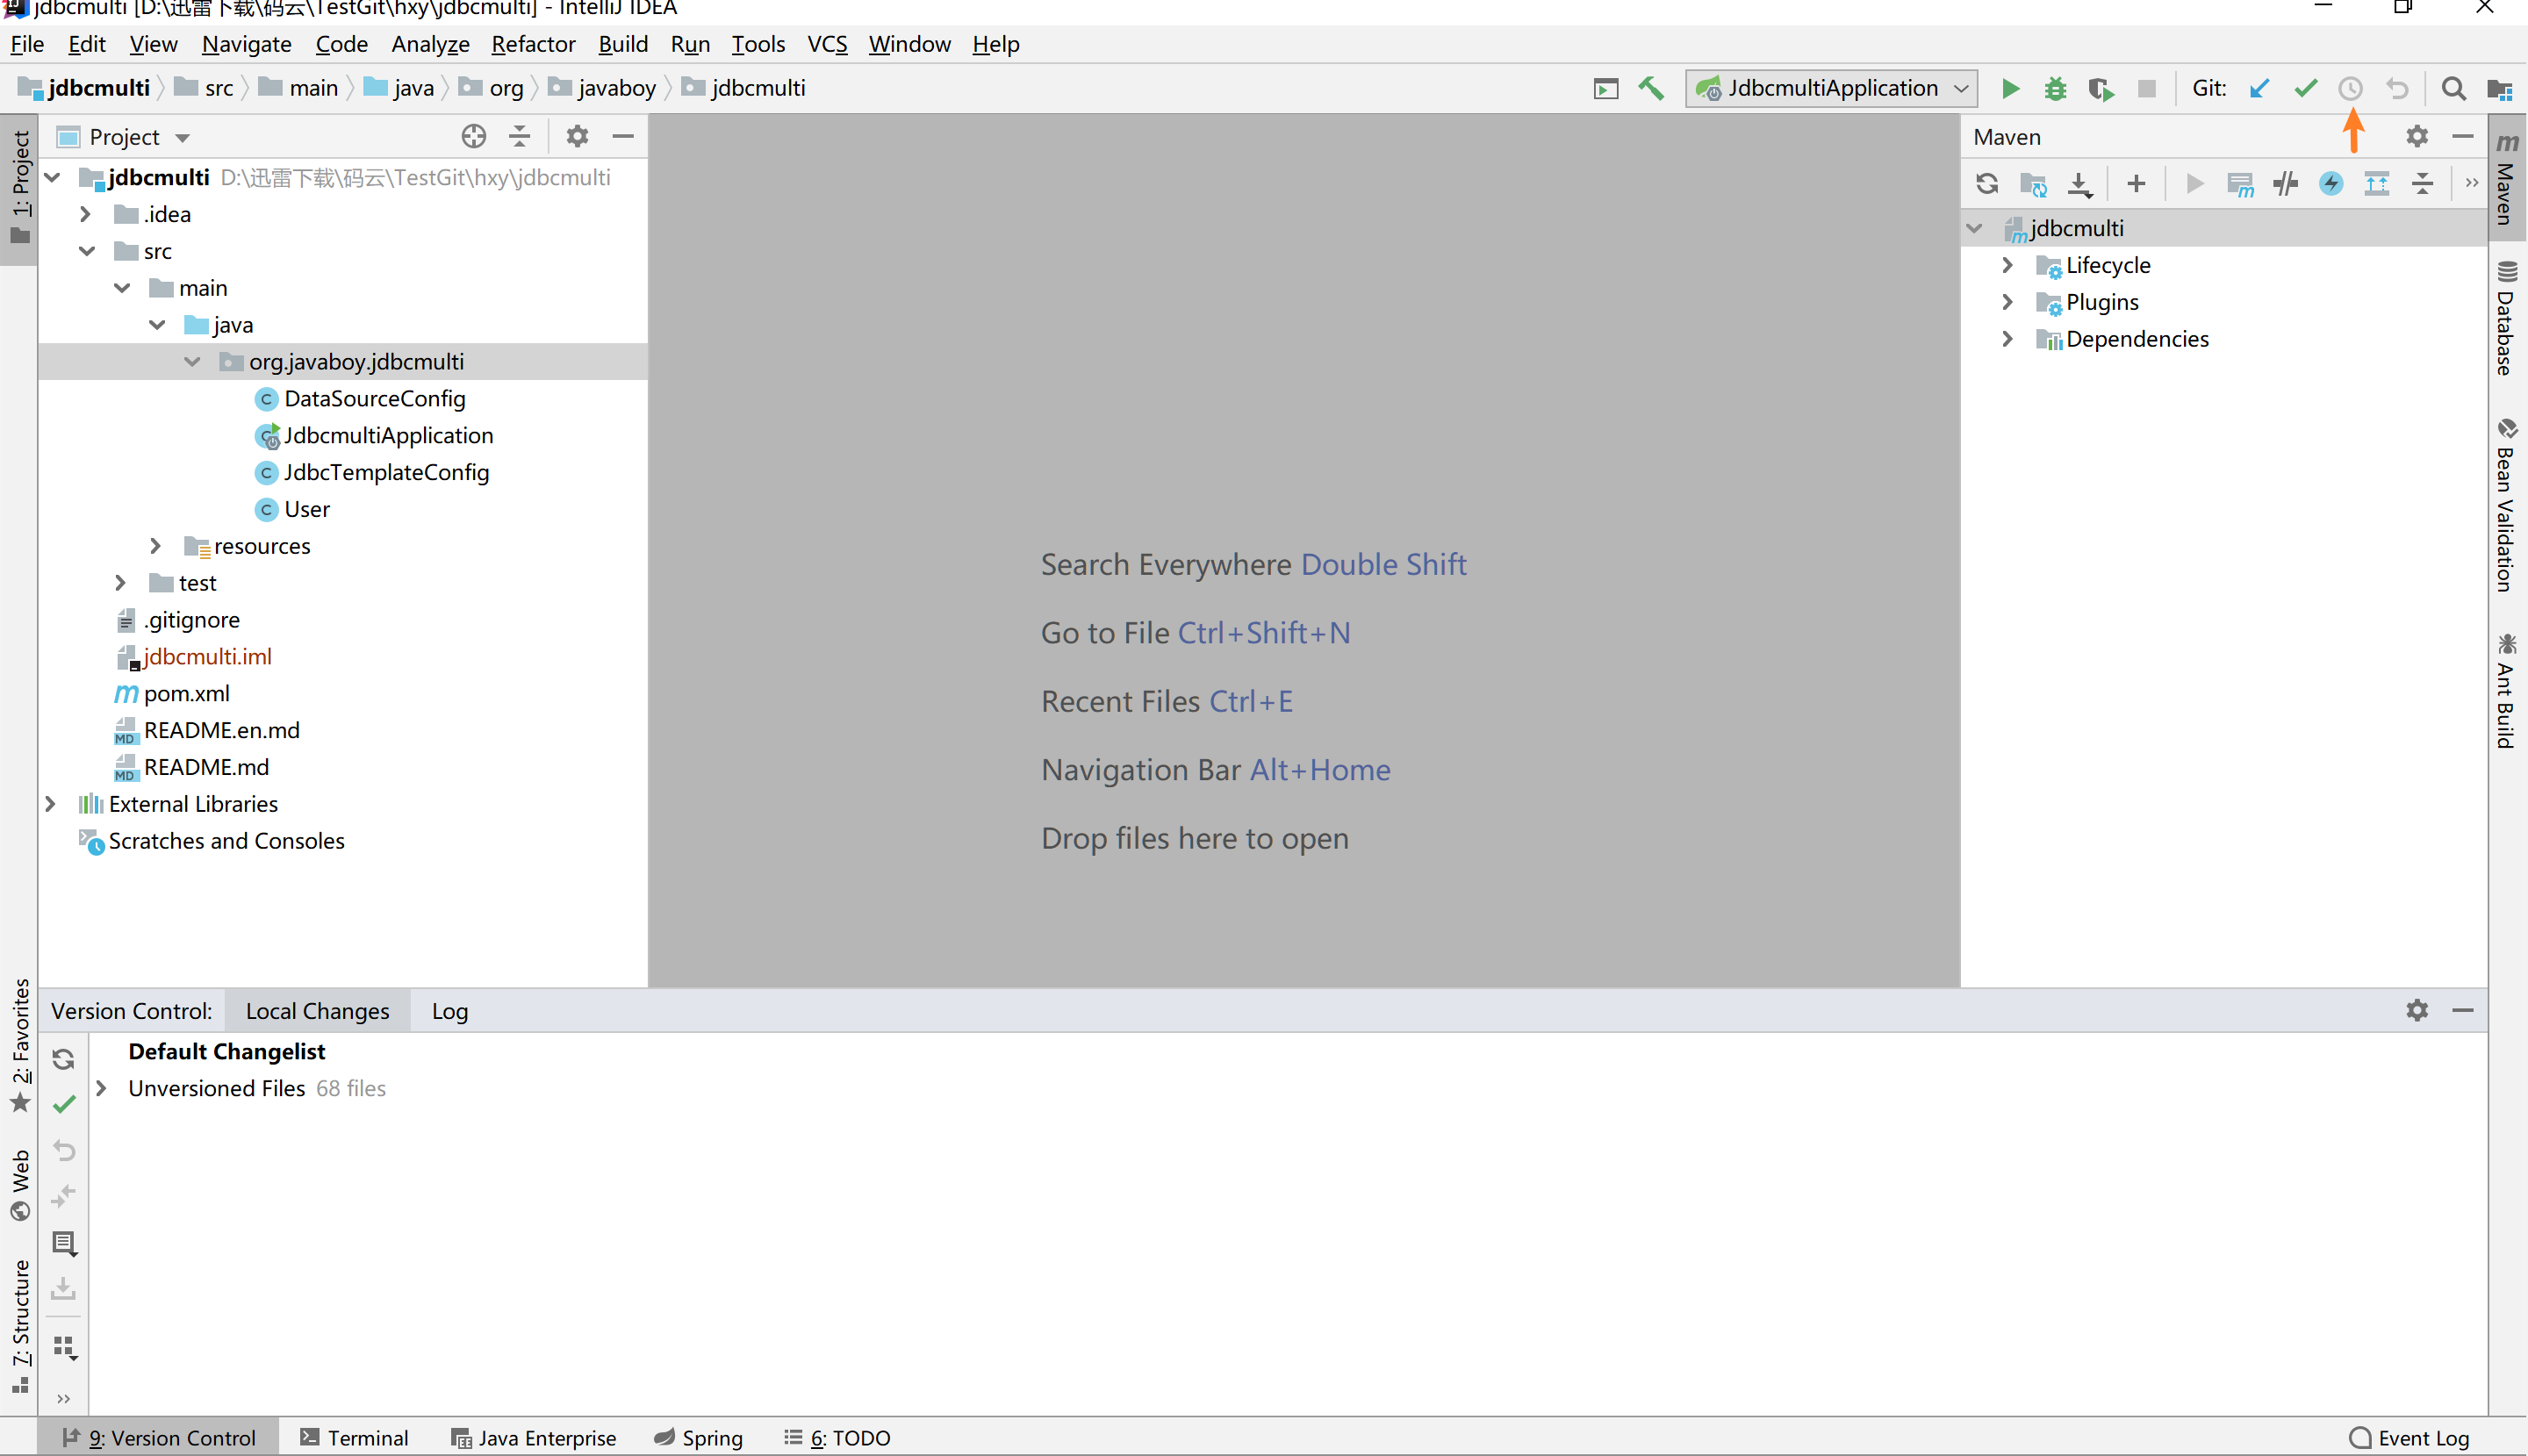 jdbcmulti [D:\迅雷下载\码云\TestGit\hxy\jdbcmulti] - IntelliJ IDEA
File Edit View Navigate Code Analyze Refactor Build Run Tools VCS Window Help
jdbcmulti src main java org javaboy jdbcmulti JdbcmultiApplication Git:
1: Project
Project
jdbcmulti D:\迅雷下载\码云\TestGit\hxy\jdbcmulti
.idea
src
main
java
org.javaboy.jdbcmulti
C DataSourceConfig
C JdbcmultiApplication
C JdbcTemplateConfig
C User
resources
test
.gitignore
jdbcmulti.iml
m pom.xml
MD README.en.md
MD README.md
External Libraries
Scratches and Consoles
Search Everywhere Double Shift
Go to File Ctrl+Shift+N
Recent Files Ctrl+E
Navigation Bar Alt+Home
Drop files here to open
Maven
jdbcmulti
Lifecycle
Plugins
Dependencies
m Maven
Database
Bean Validation
Ant Build
2: Favorites
Web
7: Structure
Version Control: Local Changes Log
Default Changelist
Unversioned Files 68 files
9: Version Control Terminal Java Enterprise Spring 6: TODO Event Log